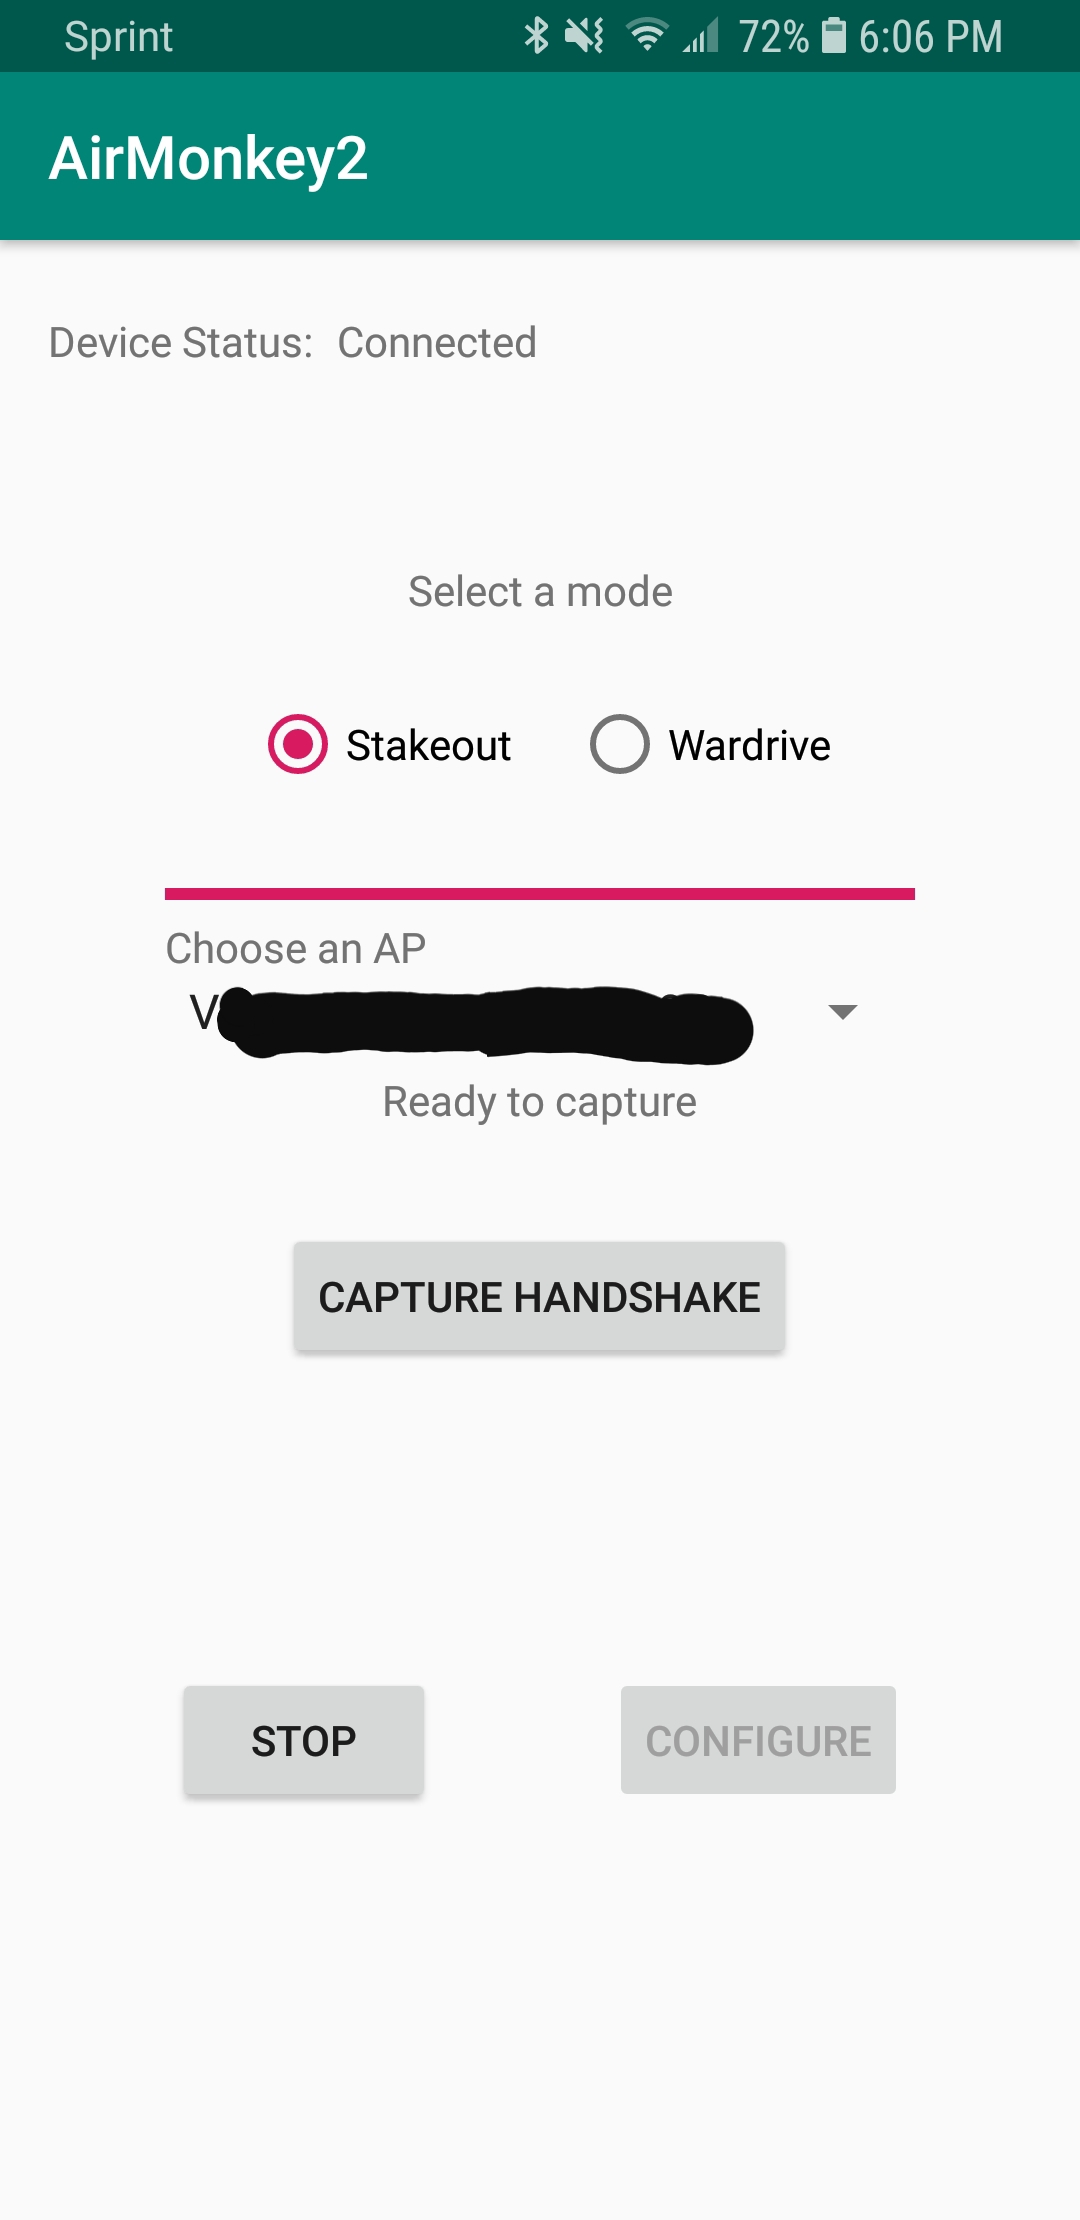 Sprint 72% 6:06 PM
AirMonkey2
Device Status: Connected
Select a mode
Stakeout Wardrive
Choose an AP
V
Ready to capture
CAPTURE HANDSHAKE
STOP CONFIGURE